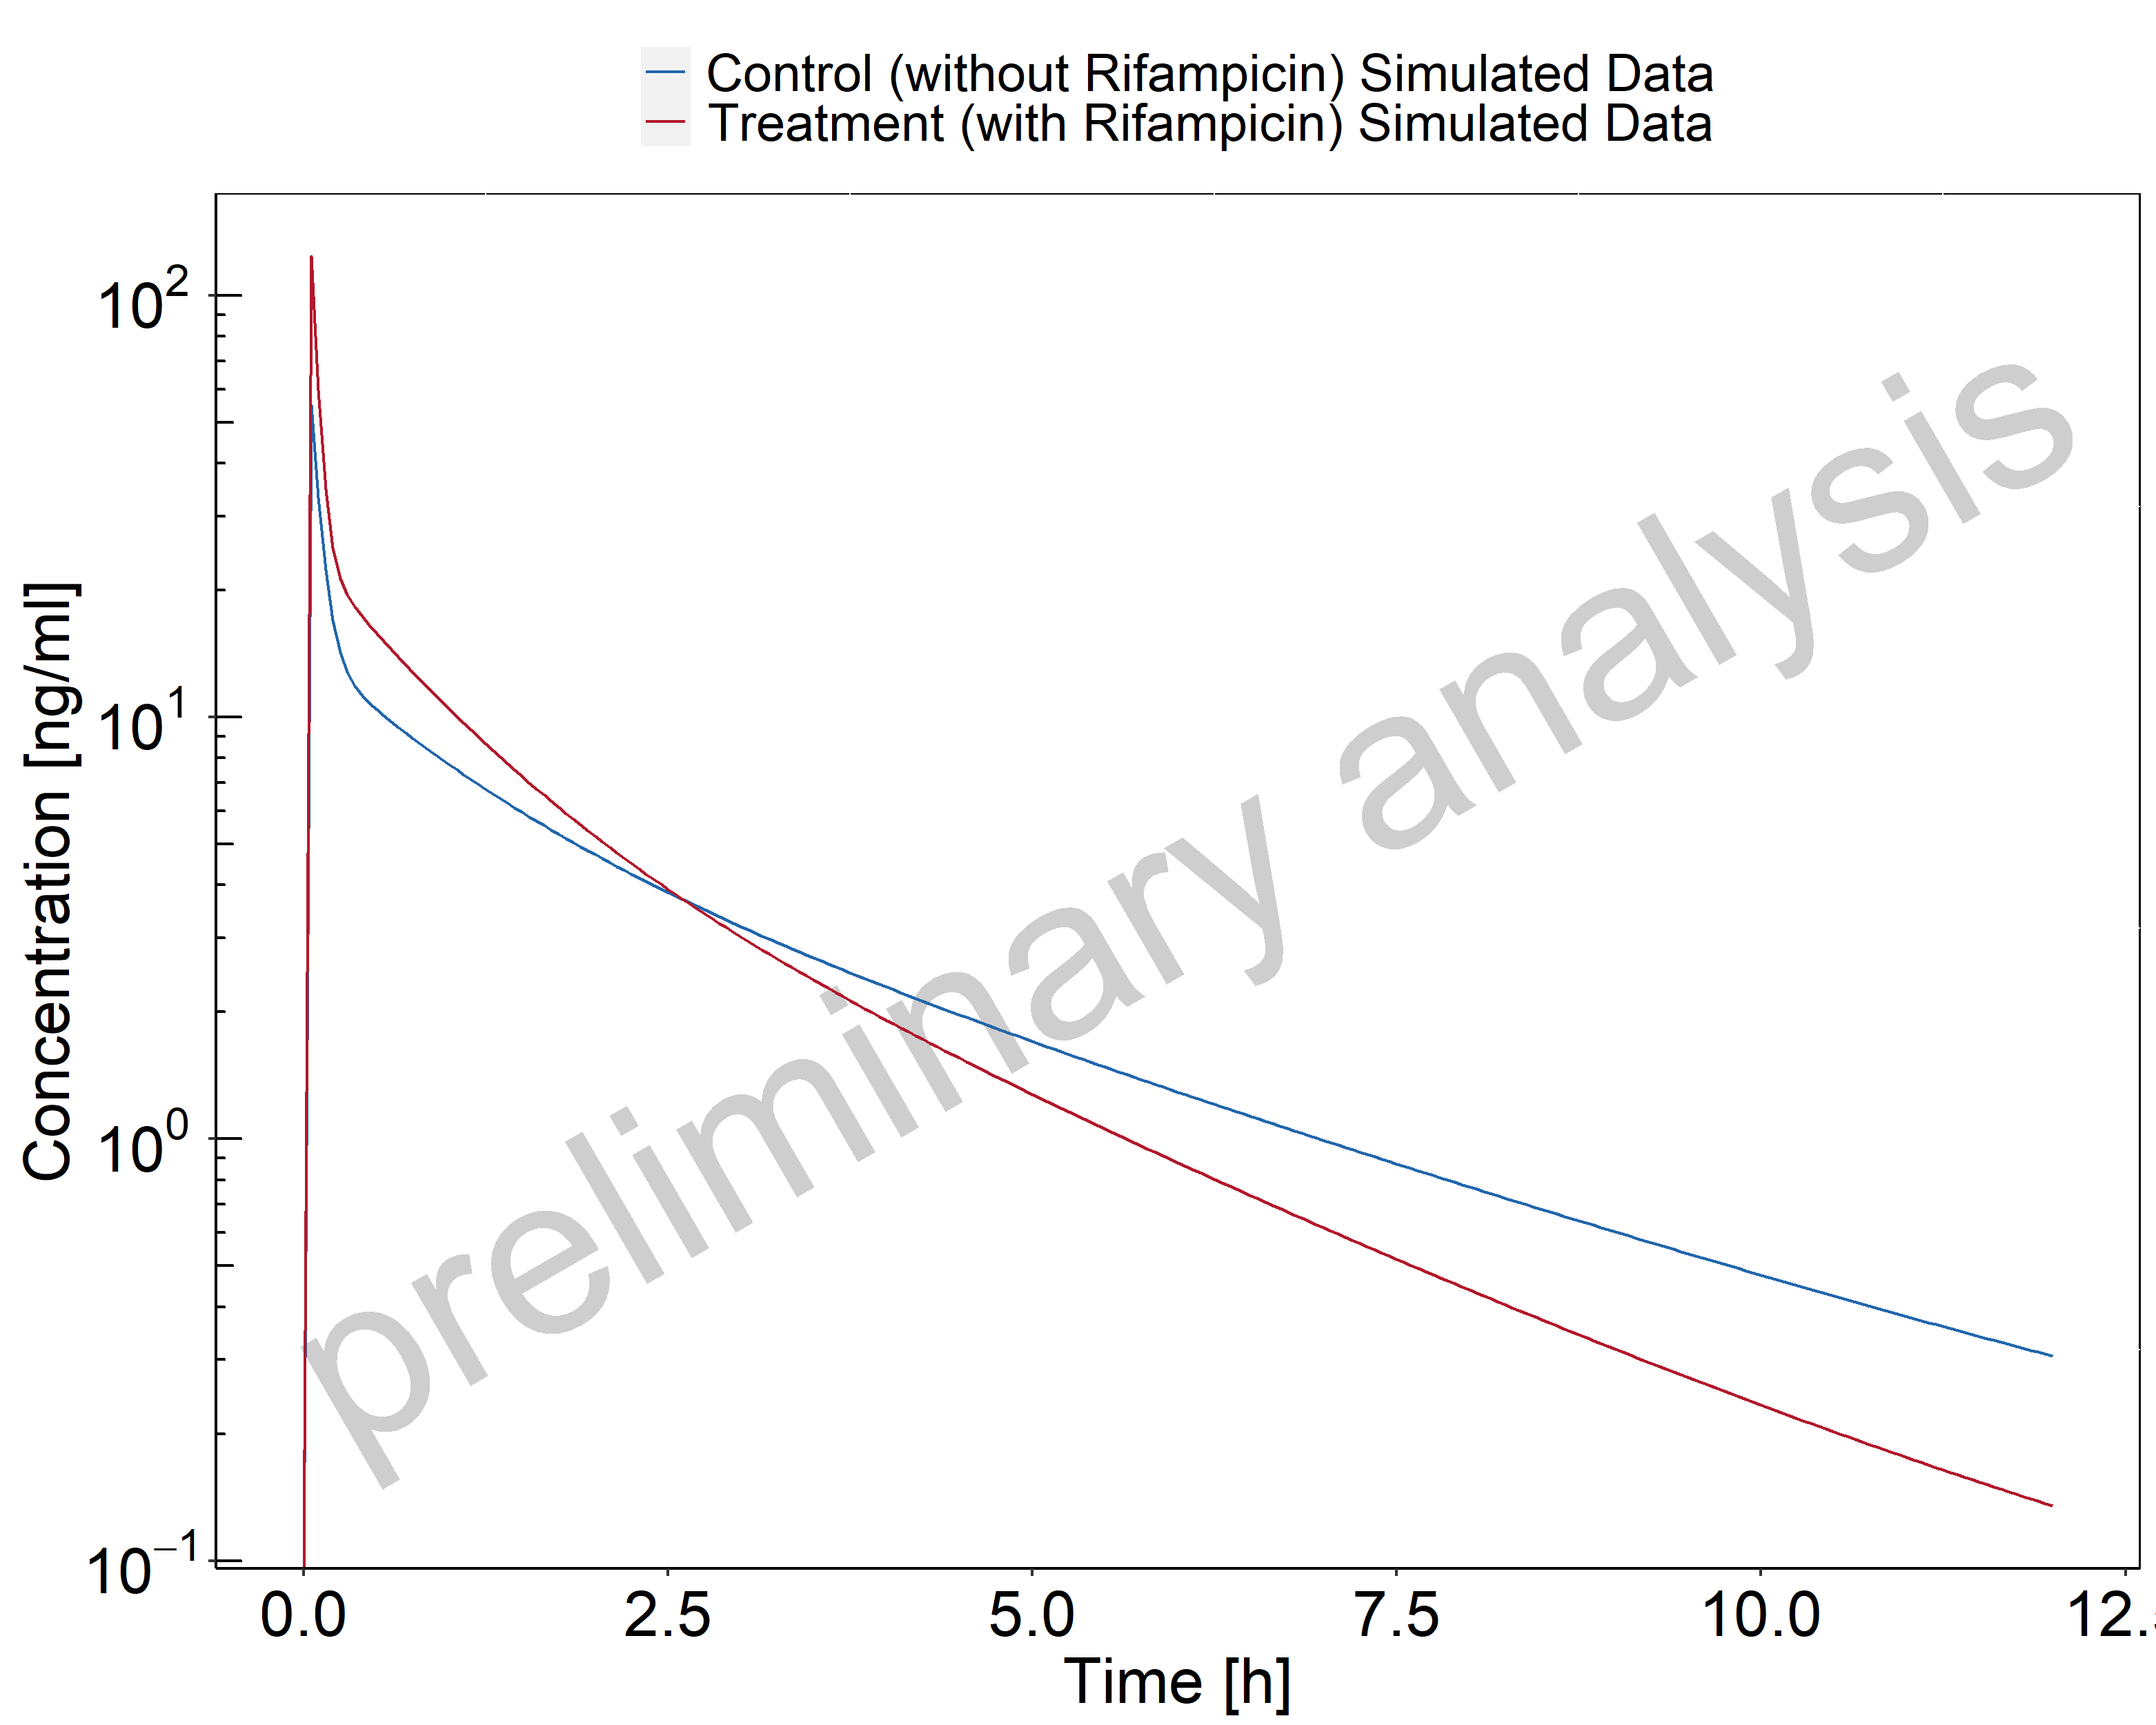 Control (without Rifampicin) Simulated Data
Treatment (with Rifampicin) Simulated Data
10²
10¹
10⁰
10⁻¹
Concentration [ng/ml]
preliminary analysis
0.0 2.5 5.0 7.5 10.0 12.
Time [h]